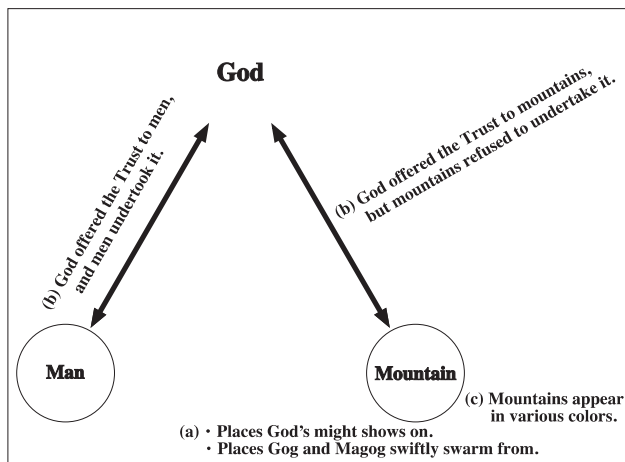 God
(b) God offered the Trust to men,
and men undertook it.
(b) God offered the Trust to mountains,
but mountains refused to undertake it.
Man
Mountain
(c) Mountains appear
in various colors.
(a) ・Places God's might shows on.
・Places Gog and Magog swiftly swarm from.